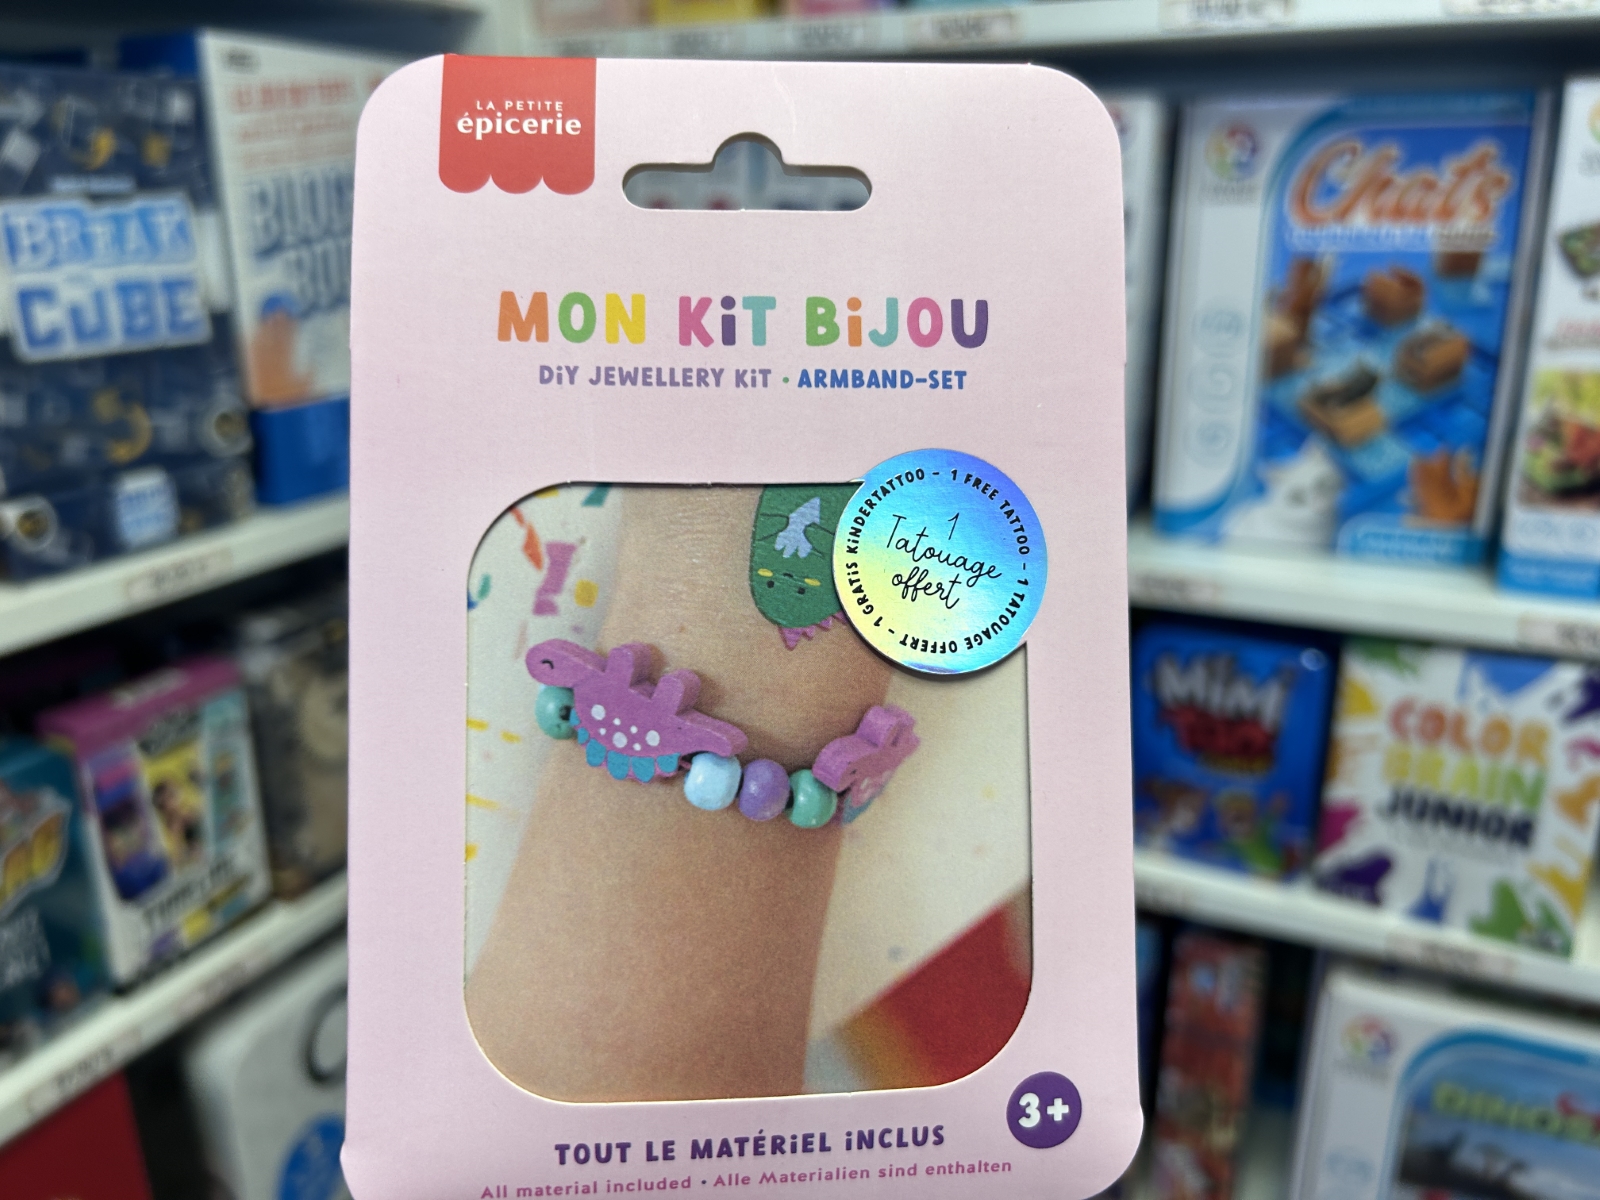 LA PETITE
épicerie
MON KiT BiJOU
DiY JEWELLERY KiT • ARMBAND-SET
1 FREE TATTOO - 1 TATOUAGE OFFERT - 1 GRATiS KiNDERTATTOO -
1
Tatouage
offert
3+
TOUT LE MATÉRiEL iNCLUS
All material included • Alle Materialien sind enthalten
BREAK
CUBE
Chats
MiM
COLOR
BRAIN
JUNIOR